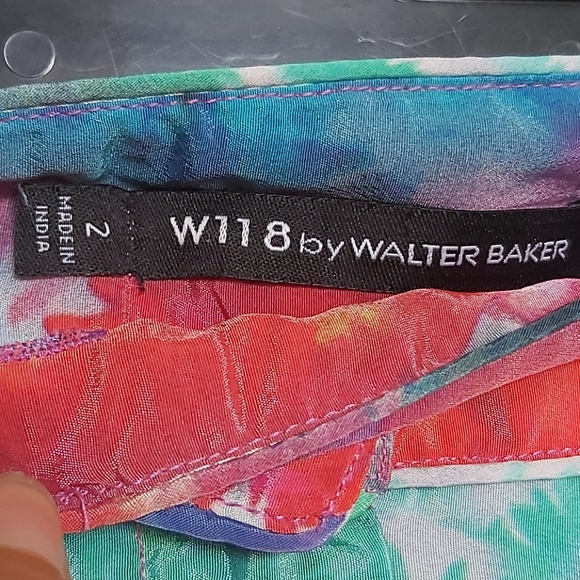 W118 by WALTER BAKER
2
MADE IN
INDIA